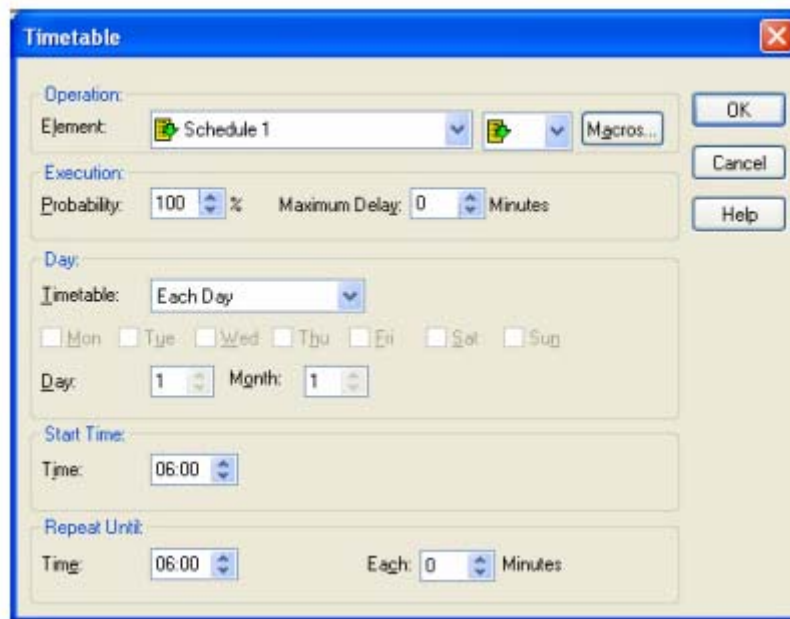 Timetable
Operation:
Element: Schedule 1 Macros...
OK
Cancel
Help
Execution:
Probability: 100 % Maximum Delay: 0 Minutes
Day:
Timetable: Each Day
Mon Tue Wed Thu Fri Sat Sun
Day: 1 Month: 1
Start Time:
Time: 06:00
Repeat Until:
Time: 06:00 Each: 0 Minutes